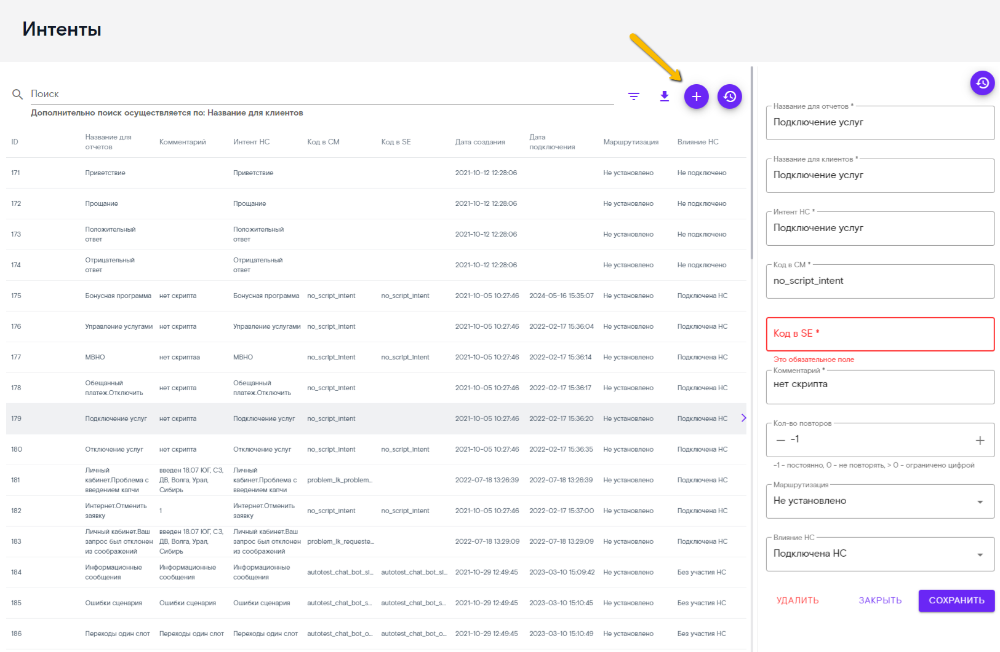 Интенты
Поиск
Дополнительно поиск осуществляется по: Название для клиентов
ID Название для отчетов Комментарий Интент НС Код в СМ Код в SE Дата создания Дата подключения Маршрутизация Влияние НС
171 Приветствие Приветствие 2021-10-12 12:28:06 Не установлено Не подключено
172 Прощание Прощание 2021-10-12 12:28:06 Не установлено Не подключено
173 Положительный ответ Положительный ответ 2021-10-12 12:28:06 Не установлено Не подключено
174 Отрицательный ответ Отрицательный ответ 2021-10-12 12:28:06 Не установлено Не подключено
175 Бонусная программа нет скрипта Бонусная программа no_script_intent no_script_intent 2021-10-05 10:27:46 2024-05-16 15:35:07 Не установлено Подключена НС
176 Управление услугами нет скрипта Управление услугами no_script_intent 2021-10-05 10:27:46 2022-02-17 15:36:04 Не установлено Подключена НС
177 МВНО нет скриптаа МВНО no_script_intent no_script_intent 2021-10-05 10:27:46 2022-02-17 15:36:14 Не установлено Подключена НС
178 Обещанный платеж.Отключить нет скрипта Обещанный платеж.Отключить no_script_intent 2021-10-05 10:27:46 2022-02-17 15:36:17 Не установлено Подключена НС
179 Подключение услуг нет скрипта Подключение услуг no_script_intent 2021-10-05 10:27:46 2022-02-17 15:36:20 Не установлено Подключена НС
180 Отключение услуг нет скрипта Отключение услуг no_script_intent no_script_intent 2021-10-05 10:27:46 2022-02-17 15:36:35 Не установлено Подключена НС
181 Личный кабинет.Проблема с введением капчи введен 18.07 ЮГ, СЗ, ДВ, Волга, Урал, Сибирь Личный кабинет.Проблема с введением капчи problem_lk_problem... 2022-07-18 13:26:39 2022-07-18 13:26:39 Не установлено Подключена НС
182 Интернет.Отменить заявку 1 Интернет.Отменить заявку no_script_intent no_script_intent 2021-10-05 10:27:46 2022-02-17 15:37:00 Не установлено Подключена НС
183 Личный кабинет.Ваш запрос был отклонен из соображений введен 18.07 ЮГ, СЗ, ДВ, Волга, Урал, Сибирь Личный кабинет.Ваш запрос был отклонен из соображений problem_lk_requeste... 2022-07-18 13:29:09 2022-07-18 13:29:09 Не установлено Подключена НС
184 Информационные сообщения Информационные сообщения Информационные сообщения autotest_chat_bot_si... autotest_chat_bot_si... 2021-10-29 12:49:45 2023-03-10 15:09:42 Не установлено Без участия НС
185 Ошибки сценария Ошибки сценария Ошибки сценария autotest_chat_bot_s... autotest_chat_bot_s... 2021-10-29 12:49:45 2023-03-10 15:10:45 Не установлено Без участия НС
186 Переходы один слот Переходы один слот Переходы один слот autotest_chat_bot_o... autotest_chat_bot_o... 2021-10-29 12:49:45 2023-03-10 15:10:49 Не установлено Без участия НС
Название для отчетов *
Подключение услуг
Название для клиентов *
Подключение услуг
Интент НС *
Подключение услуг
Код в СМ *
no_script_intent
Код в SE *
Это обязательное поле
Комментарий *
нет скрипта
Кол-во повторов
-1
-1 - постоянно, 0 - не повторять, > 0 - ограничено цифрой
Маршрутизация
Не установлено
Влияние НС
Подключена НС
УДАЛИТЬ ЗАКРЫТЬ СОХРАНИТЬ